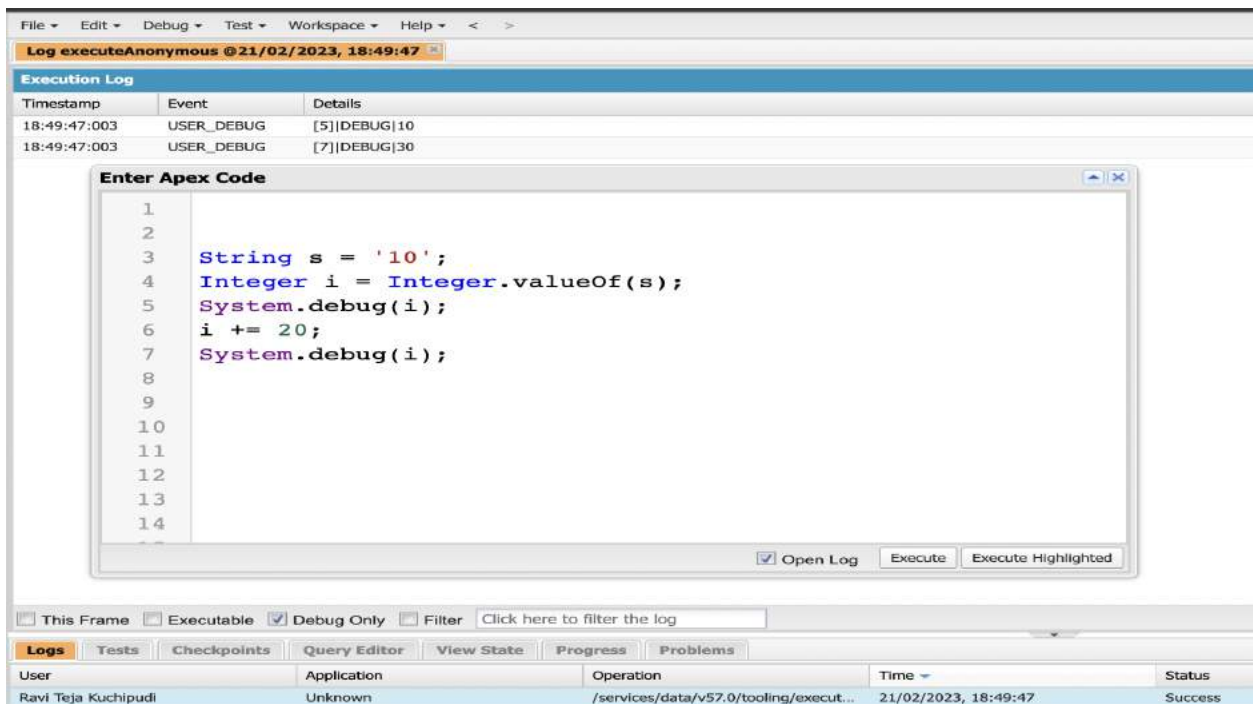 File Edit Debug Test Workspace Help < >
Log executeAnonymous @21/02/2023, 18:49:47
Execution Log
Timestamp Event Details
18:49:47:003 USER_DEBUG [5]|DEBUG|10
18:49:47:003 USER_DEBUG [7]|DEBUG|30
Enter Apex Code
1
2
3 String s = '10';
4 Integer i = Integer.valueOf(s);
5 System.debug(i);
6 i += 20;
7 System.debug(i);
8
9
10
11
12
13
14
Open Log Execute Execute Highlighted
This Frame Executable Debug Only Filter Click here to filter the log
Logs Tests Checkpoints Query Editor View State Progress Problems
User Application Operation Time Status
Ravi Teja Kuchipudi Unknown /services/data/v57.0/tooling/execut... 21/02/2023, 18:49:47 Success